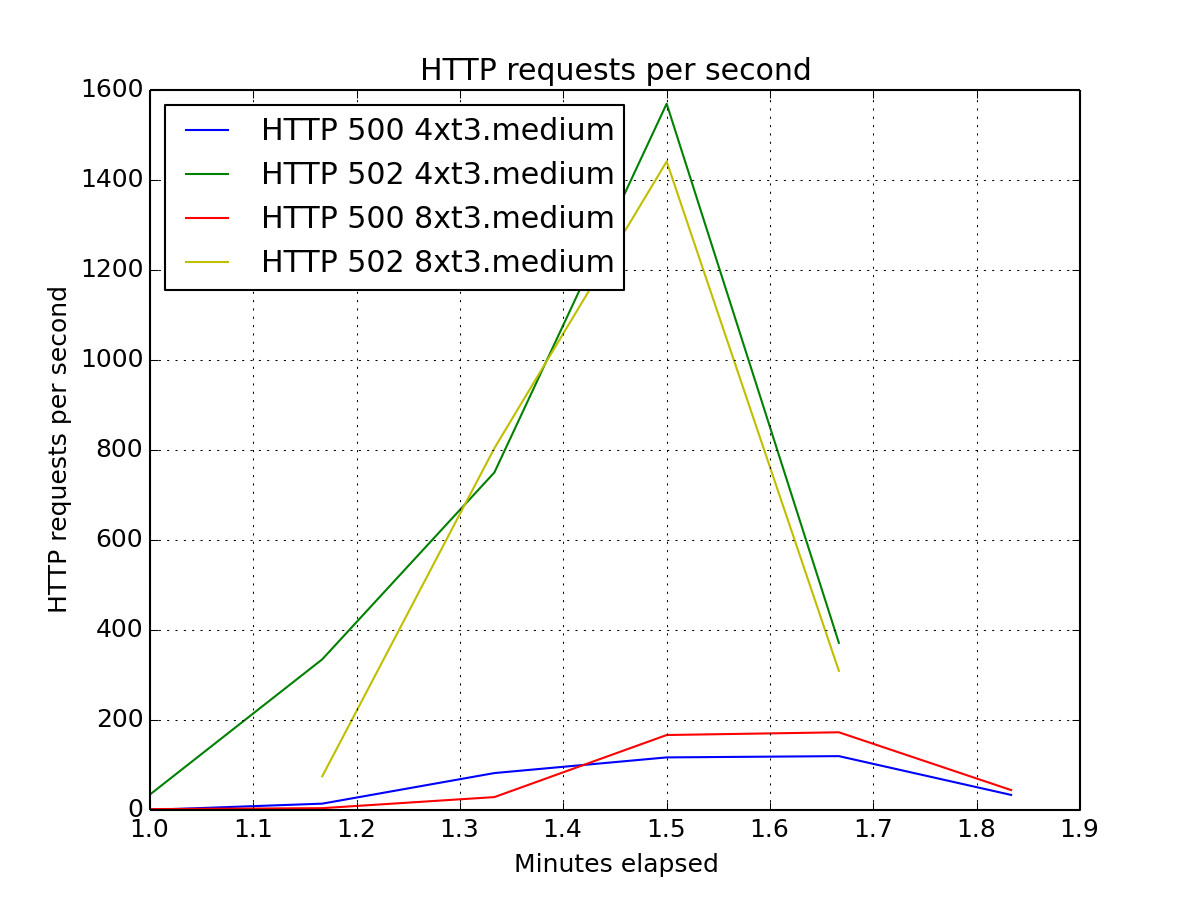 HTTP requests per second
1600
1400
1200
1000
800
600
400
200
0
HTTP requests per second
HTTP 500 4xt3.medium
HTTP 502 4xt3.medium
HTTP 500 8xt3.medium
HTTP 502 8xt3.medium
1.0 1.1 1.2 1.3 1.4 1.5 1.6 1.7 1.8 1.9
Minutes elapsed